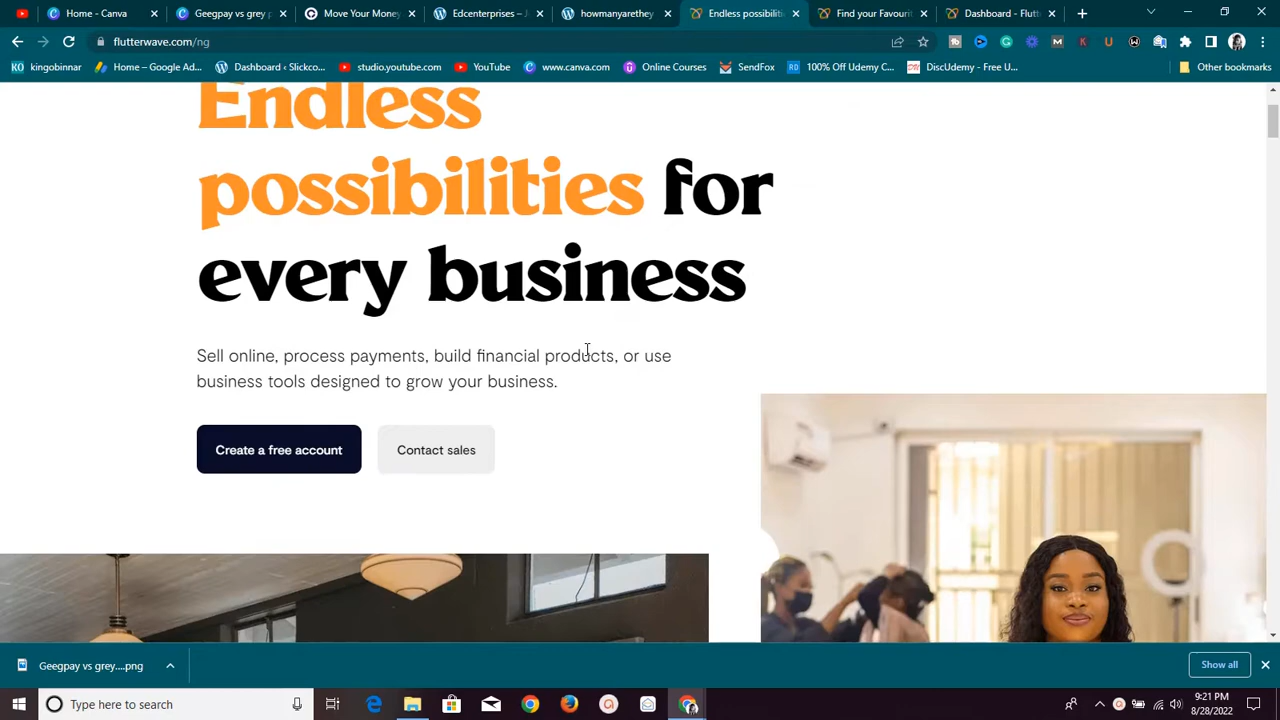 Home - Canva
Geegpay vs grey p
Move Your Money
Edcenterprises – J
howmanyarethey
Endless possibiliti
Find your Favouri
Dashboard - Flutte
flutterwave.com/ng
kingobinnar
Home – Google Ad...
Dashboard ‹ Slickco...
studio.youtube.com
YouTube
www.canva.com
Online Courses
SendFox
100% Off Udemy C...
DiscUdemy - Free U...
Other bookmarks
Endless
possibilities for
every business
Sell online, process payments, build financial products, or use
business tools designed to grow your business.
Create a free account
Contact sales
Geegpay vs grey....png
Show all
Type here to search
9:21 PM
8/28/2022